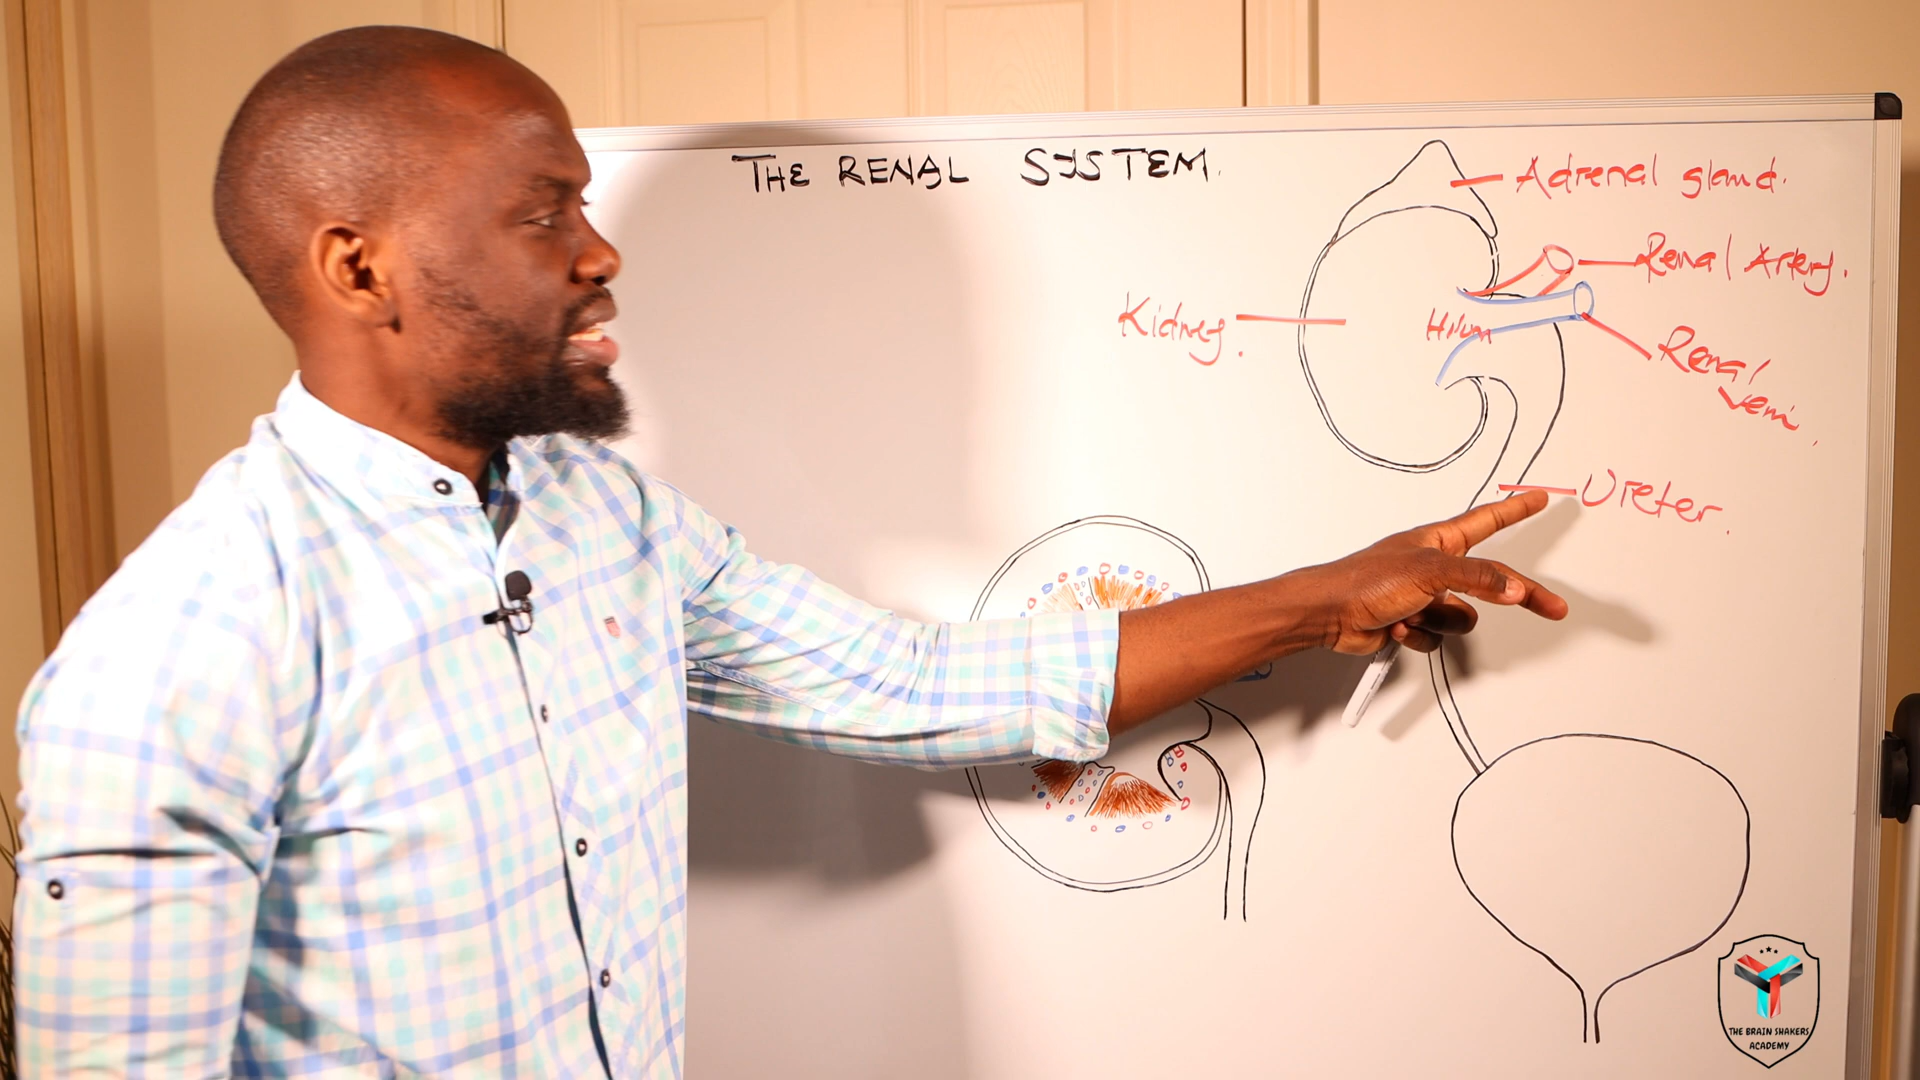 THE RENAL SYSTEM.
Adrenal gland.
Renal Artery.
Kidney.
Hilum
Renal
Vein.
Ureter.
THE BRAIN SHAKERS
ACADEMY